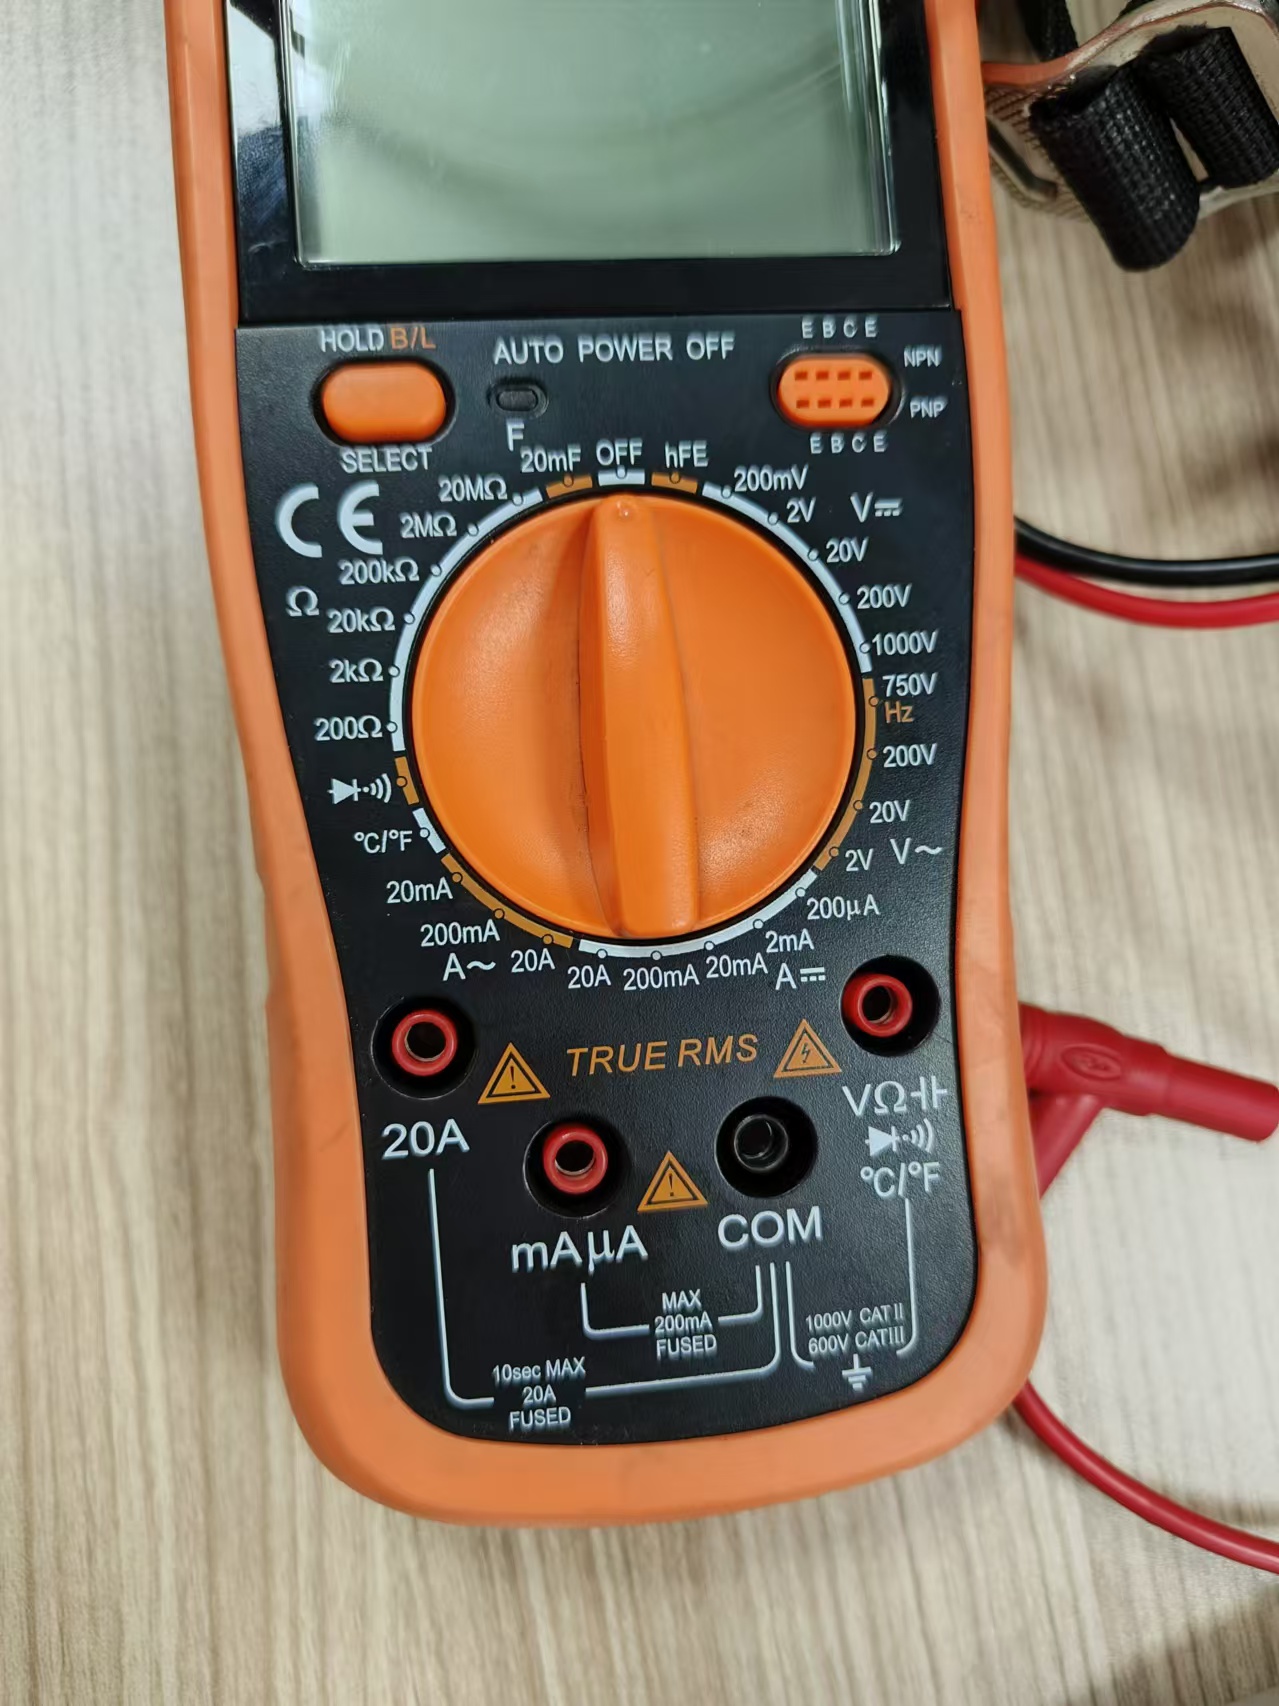 HOLD B/L
AUTO POWER OFF
E B C E
NPN
PNP
E B C E
SELECT
F
20mF
OFF
hFE
CE
20MΩ
2MΩ
200kΩ
Ω
20kΩ
2kΩ
200Ω
°C/°F
20mA
200mA
A~
20A
200mV
2V
V⎓
20V
200V
1000V
750V
Hz
200V
20V
2V
V~
200µA
2mA
20mA
A⎓
200mA
20A
TRUE RMS
20A
mAµA
COM
VΩ
°C/°F
MAX
200mA
FUSED
10sec MAX
20A
FUSED
1000V CAT II
600V CAT III